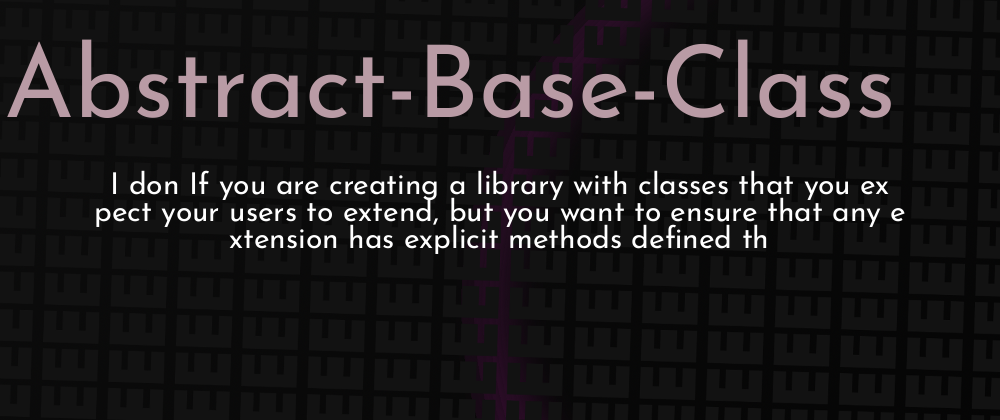 Abstract-Base-Class
I don If you are creating a library with classes that you ex
pect your users to extend, but you want to ensure that any e
xtension has explicit methods defined th